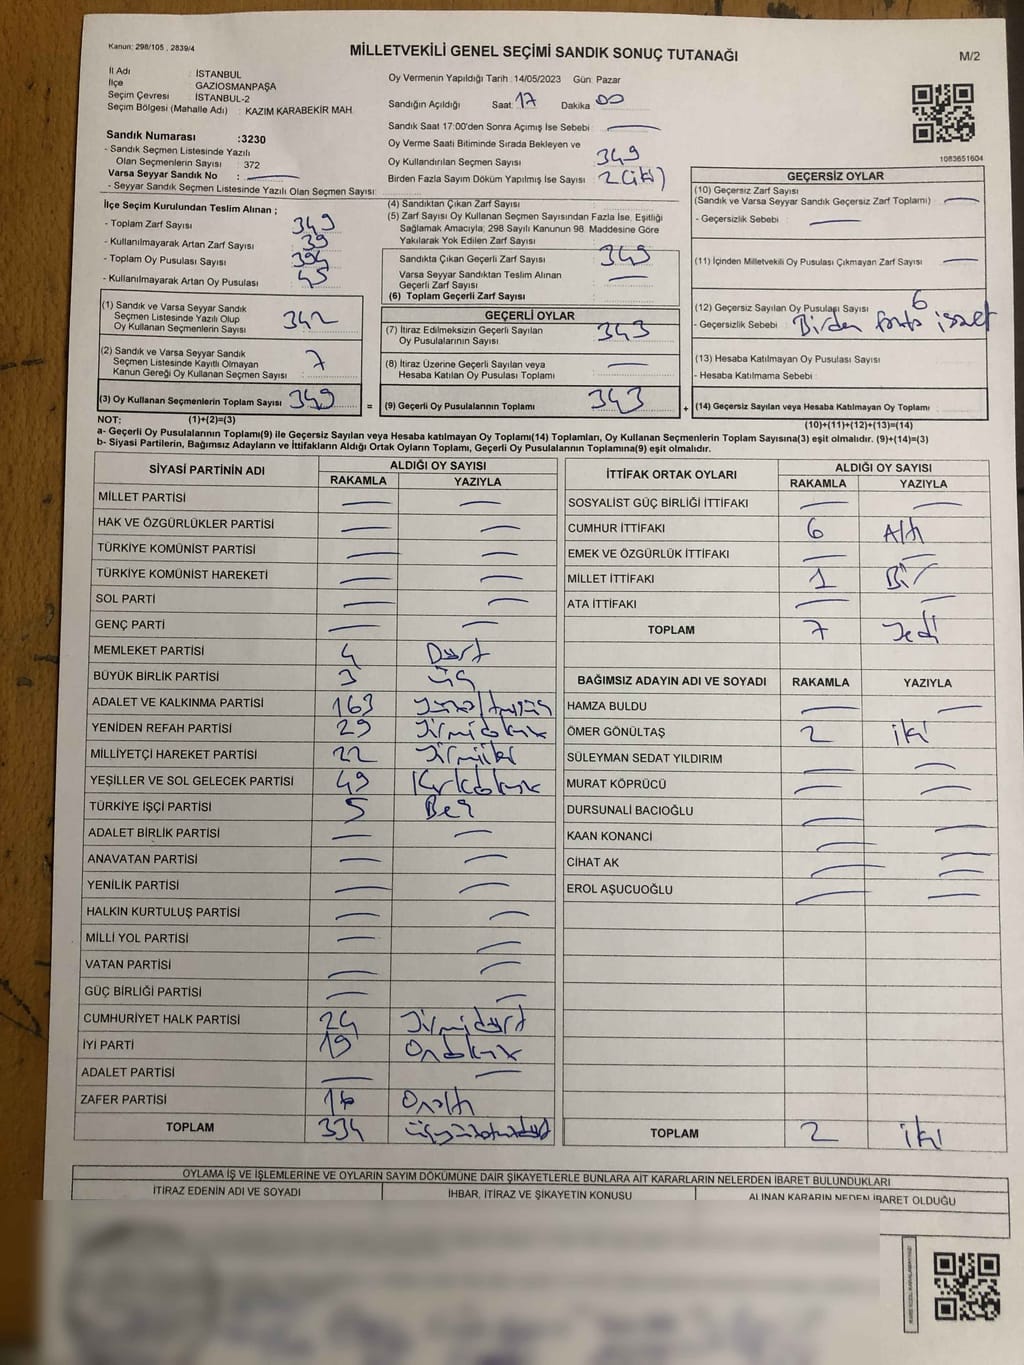 Kanun: 298/105 , 2839/4
MİLLETVEKİLİ GENEL SEÇİMİ SANDIK SONUÇ TUTANAĞI
M/2
İl Adı : İSTANBUL
İlçe : GAZİOSMANPAŞA
Seçim Çevresi : İSTANBUL-2
Seçim Bölgesi (Mahalle Adı) : KAZIM KARABEKİR MAH.
Oy Vermenin Yapıldığı Tarih : 14/05/2023 Gün: Pazar
Sandığın Açıldığı Saat: 17 Dakika 00
Sandık Saat 17:00'den Sonra Açımış İse Sebebi :
Oy Verme Saati Bitiminde Sırada Bekleyen ve
Oy Kullandırılan Seçmen Sayısı 349
Birden Fazla Sayım Döküm Yapılmış İse Sayısı : 2 (iki)
1083651604
Sandık Numarası :3230
- Sandık Seçmen Listesinde Yazılı
Olan Seçmenlerin Sayısı : 372
Varsa Seyyar Sandık No :
- Seyyar Sandık Seçmen Listesinde Yazılı Olan Seçmen Sayısı:
İlçe Seçim Kurulundan Teslim Alınan ;
- Toplam Zarf Sayısı : 349
- Kullanılmayarak Artan Zarf Sayısı : 39
- Toplam Oy Pusulası Sayısı : 394
- Kullanılmayarak Artan Oy Pusulası : 45
(1) Sandık ve Varsa Seyyar Sandık
Seçmen Listesinde Yazılı Olup
Oy Kullanan Seçmenlerin Sayısı : 342
(2) Sandık ve Varsa Seyyar Sandık
Seçmen Listesinde Kayıtlı Olmayan
Kanun Gereği Oy Kullanan Seçmen Sayısı : 7
(3) Oy Kullanan Seçmenlerin Toplam Sayısı : 349
(4) Sandıktan Çıkan Zarf Sayısı :
(5) Zarf Sayısı Oy Kullanan Seçmen Sayısından Fazla İse, Eşitliği
Sağlamak Amacıyla; 298 Sayılı Kanunun 98. Maddesine Göre
Yakılarak Yok Edilen Zarf Sayısı :
Sandıkta Çıkan Geçerli Zarf Sayısı : 349
Varsa Seyyar Sandıktan Teslim Alınan
Geçerli Zarf Sayısı :
(6) Toplam Geçerli Zarf Sayısı :
GEÇERLİ OYLAR
(7) İtiraz Edilmeksizin Geçerli Sayılan
Oy Pusulalarının Sayısı : 343
(8) İtiraz Üzerine Geçerli Sayılan veya
Hesaba Katılan Oy Pusulası Toplamı :
= (9) Geçerli Oy Pusulalarının Toplamı : 343
GEÇERSİZ OYLAR
(10) Geçersiz Zarf Sayısı
(Sandık ve Varsa Seyyar Sandık Geçersiz Zarf Toplamı) :
- Geçersizlik Sebebi :
(11) İçinden Milletvekili Oy Pusulası Çıkmayan Zarf Sayısı :
(12) Geçersiz Sayılan Oy Pusulası Sayısı : 6
- Geçersizlik Sebebi : Birden fazla işaret
(13) Hesaba Katılmayan Oy Pusulası Sayısı :
- Hesaba Katılmama Sebebi :
+ (14) Geçersiz Sayılan veya Hesaba Katılmayan Oy Toplamı :
NOT: (1)+(2)=(3)
(10)+(11)+(12)+(13)=(14)
a- Geçerli Oy Pusulalarının Toplamı(9) ile Geçersiz Sayılan veya Hesaba katılmayan Oy Toplamı(14) Toplamları, Oy Kullanan Seçmenlerin Toplam Sayısına(3) eşit olmalıdır. (9)+(14)=(3)
b- Siyasi Partilerin, Bağımsız Adayların ve İttifakların Aldığı Ortak Oyların Toplamı, Geçerli Oy Pusulalarının Toplamına(9) eşit olmalıdır.
SİYASİ PARTİNİN ADI ALDIĞI OY SAYISI
RAKAMLA YAZIYLA
MİLLET PARTİSİ
HAK VE ÖZGÜRLÜKLER PARTİSİ
TÜRKİYE KOMÜNİST PARTİSİ
TÜRKİYE KOMÜNİST HAREKETİ
SOL PARTİ
GENÇ PARTİ
MEMLEKET PARTİSİ 4 Dört
BÜYÜK BİRLİK PARTİSİ 3 üç
ADALET VE KALKINMA PARTİSİ 163 Yüzaltmışüç
YENİDEN REFAH PARTİSİ 29 Yirmidokuz
MİLLİYETÇİ HAREKET PARTİSİ 22 Yirmiiki
YEŞİLLER VE SOL GELECEK PARTİSİ 49 Kırkdokuz
TÜRKİYE İŞÇİ PARTİSİ 5 Beş
ADALET BİRLİK PARTİSİ
ANAVATAN PARTİSİ
YENİLİK PARTİSİ
HALKIN KURTULUŞ PARTİSİ
MİLLİ YOL PARTİSİ
VATAN PARTİSİ
GÜÇ BİRLİĞİ PARTİSİ
CUMHURİYET HALK PARTİSİ 24 Yirmidört
İYİ PARTİ 19 Ondokuz
ADALET PARTİSİ
ZAFER PARTİSİ 16 Onaltı
TOPLAM 334 üçyüzotuzdört
İTTİFAK ORTAK OYLARI ALDIĞI OY SAYISI
RAKAMLA YAZIYLA
SOSYALİST GÜÇ BİRLİĞİ İTTİFAKI
CUMHUR İTTİFAKI 6 Altı
EMEK VE ÖZGÜRLÜK İTTİFAKI
MİLLET İTTİFAKI 1 Bir
ATA İTTİFAKI
TOPLAM 7 Yedi
BAĞIMSIZ ADAYIN ADI VE SOYADI RAKAMLA YAZIYLA
HAMZA BULDU
ÖMER GÖNÜLTAŞ 2 iki
SÜLEYMAN SEDAT YILDIRIM
MURAT KÖPRÜCÜ
DURSUNALİ BACIOĞLU
KAAN KONANCİ
CİHAT AK
EROL AŞUCUOĞLU
TOPLAM 2 iki
OYLAMA İŞ VE İŞLEMLERİNE VE OYLARIN SAYIM DÖKÜMÜNE DAİR ŞİKAYETLERLE BUNLARA AİT KARARLARIN NELERDEN İBARET BULUNDUKLARI
İTİRAZ EDENİN ADI VE SOYADI
İHBAR, İTİRAZ VE ŞİKAYETİN KONUSU
ALINAN KARARIN NEDEN İBARET OLDUĞU